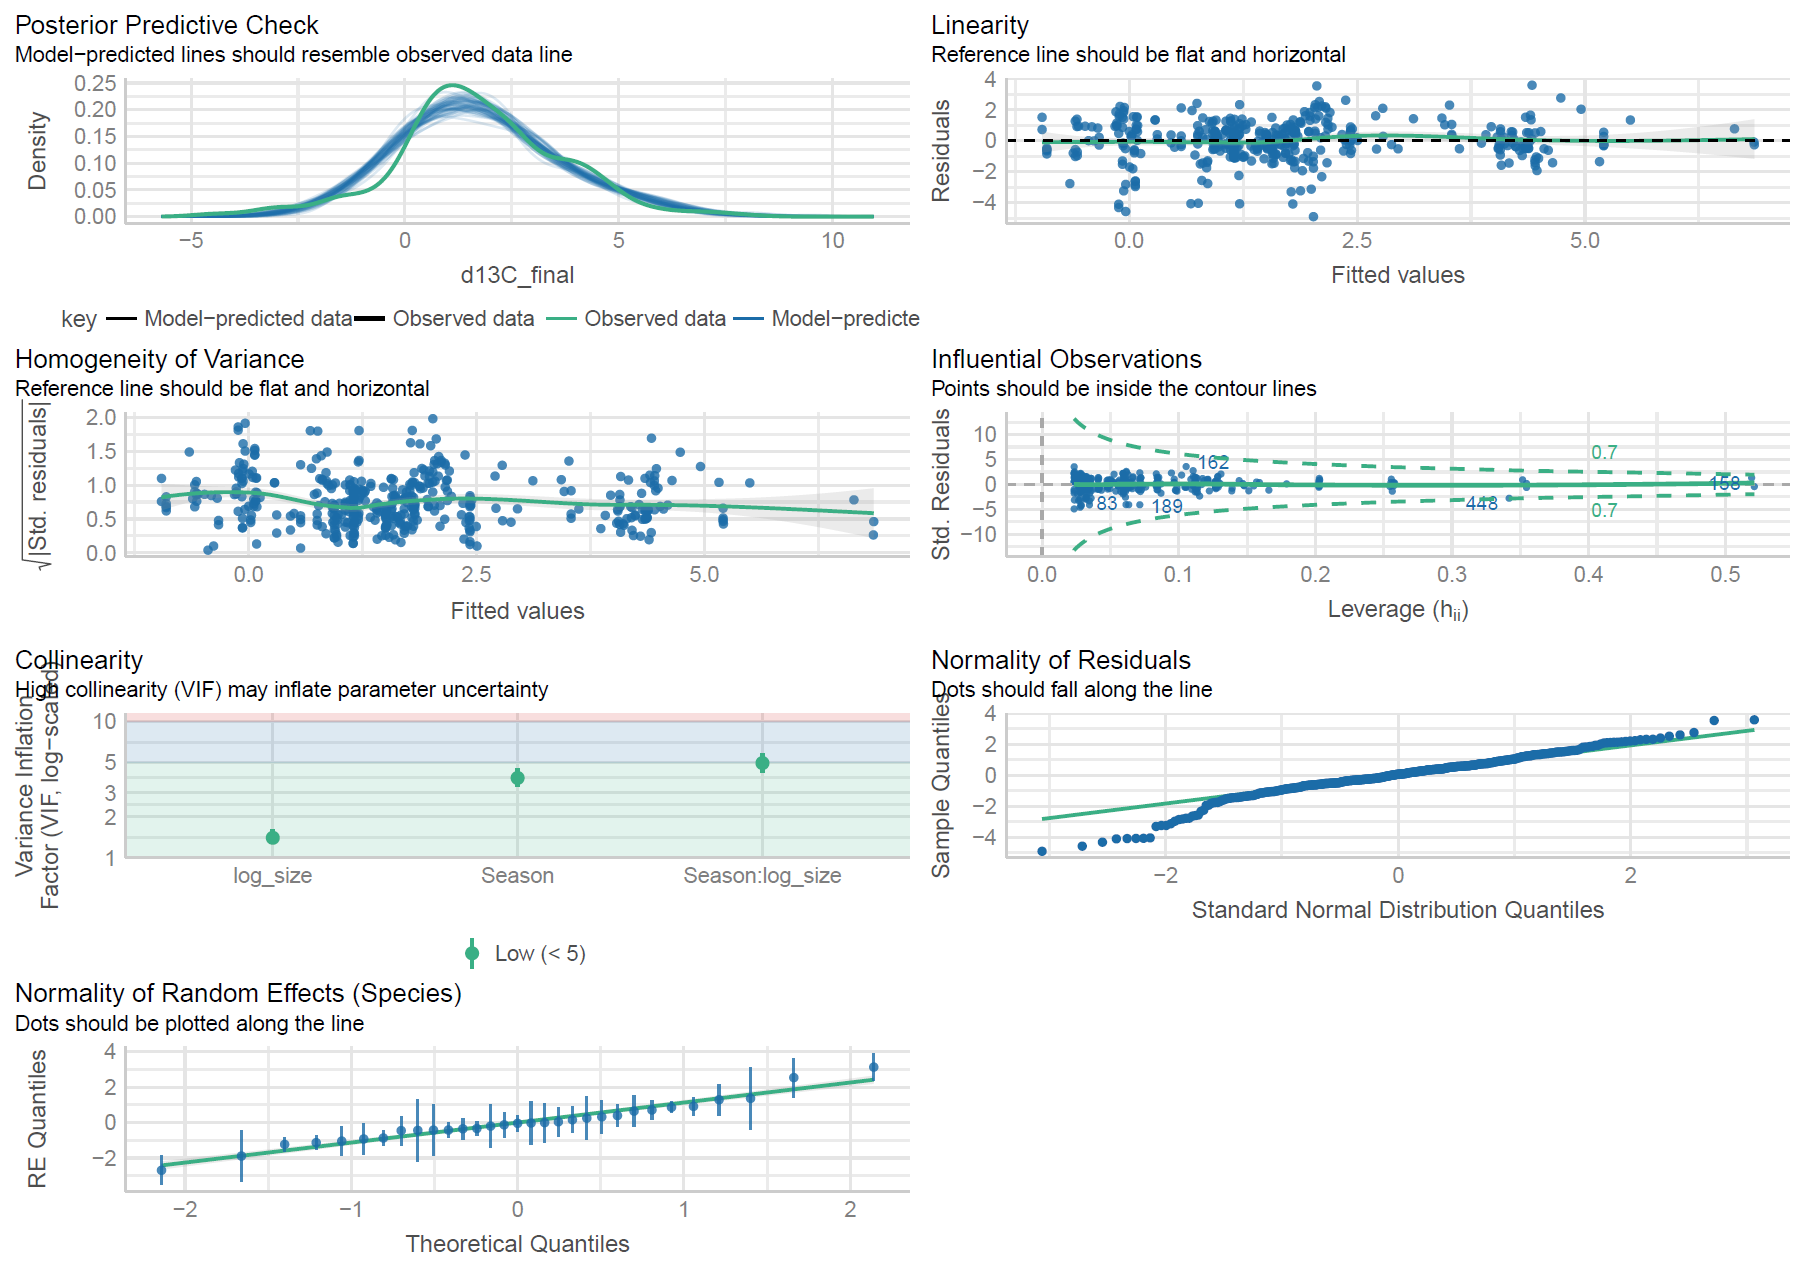 Posterior Predictive Check
Model−predicted lines should resemble observed data line
Density
0.25
0.20
0.15
0.10
0.05
0.00
−5
0
5
10
d13C_final
key
Model−predicted data
Observed data
Observed data
Model−predicte
Linearity
Reference line should be flat and horizontal
Residuals
4
2
0
−2
−4
0.0
2.5
5.0
Fitted values
Homogeneity of Variance
Reference line should be flat and horizontal
√|Std. residuals|
2.0
1.5
1.0
0.5
0.0
0.0
2.5
5.0
Fitted values
Influential Observations
Points should be inside the contour lines
Std. Residuals
10
5
0
−5
−10
162
0.7
158
83
189
448
0.7
0.0
0.1
0.2
0.3
0.4
0.5
Leverage (hii)
Collinearity
High collinearity (VIF) may inflate parameter uncertainty
Variance Inflation
Factor (VIF, log−scaled)
10
5
3
2
1
log_size
Season
Season:log_size
Low (< 5)
Normality of Residuals
Dots should fall along the line
Sample Quantiles
4
2
0
−2
−4
−2
0
2
Standard Normal Distribution Quantiles
Normality of Random Effects (Species)
Dots should be plotted along the line
RE Quantiles
4
2
0
−2
−2
−1
0
1
2
Theoretical Quantiles